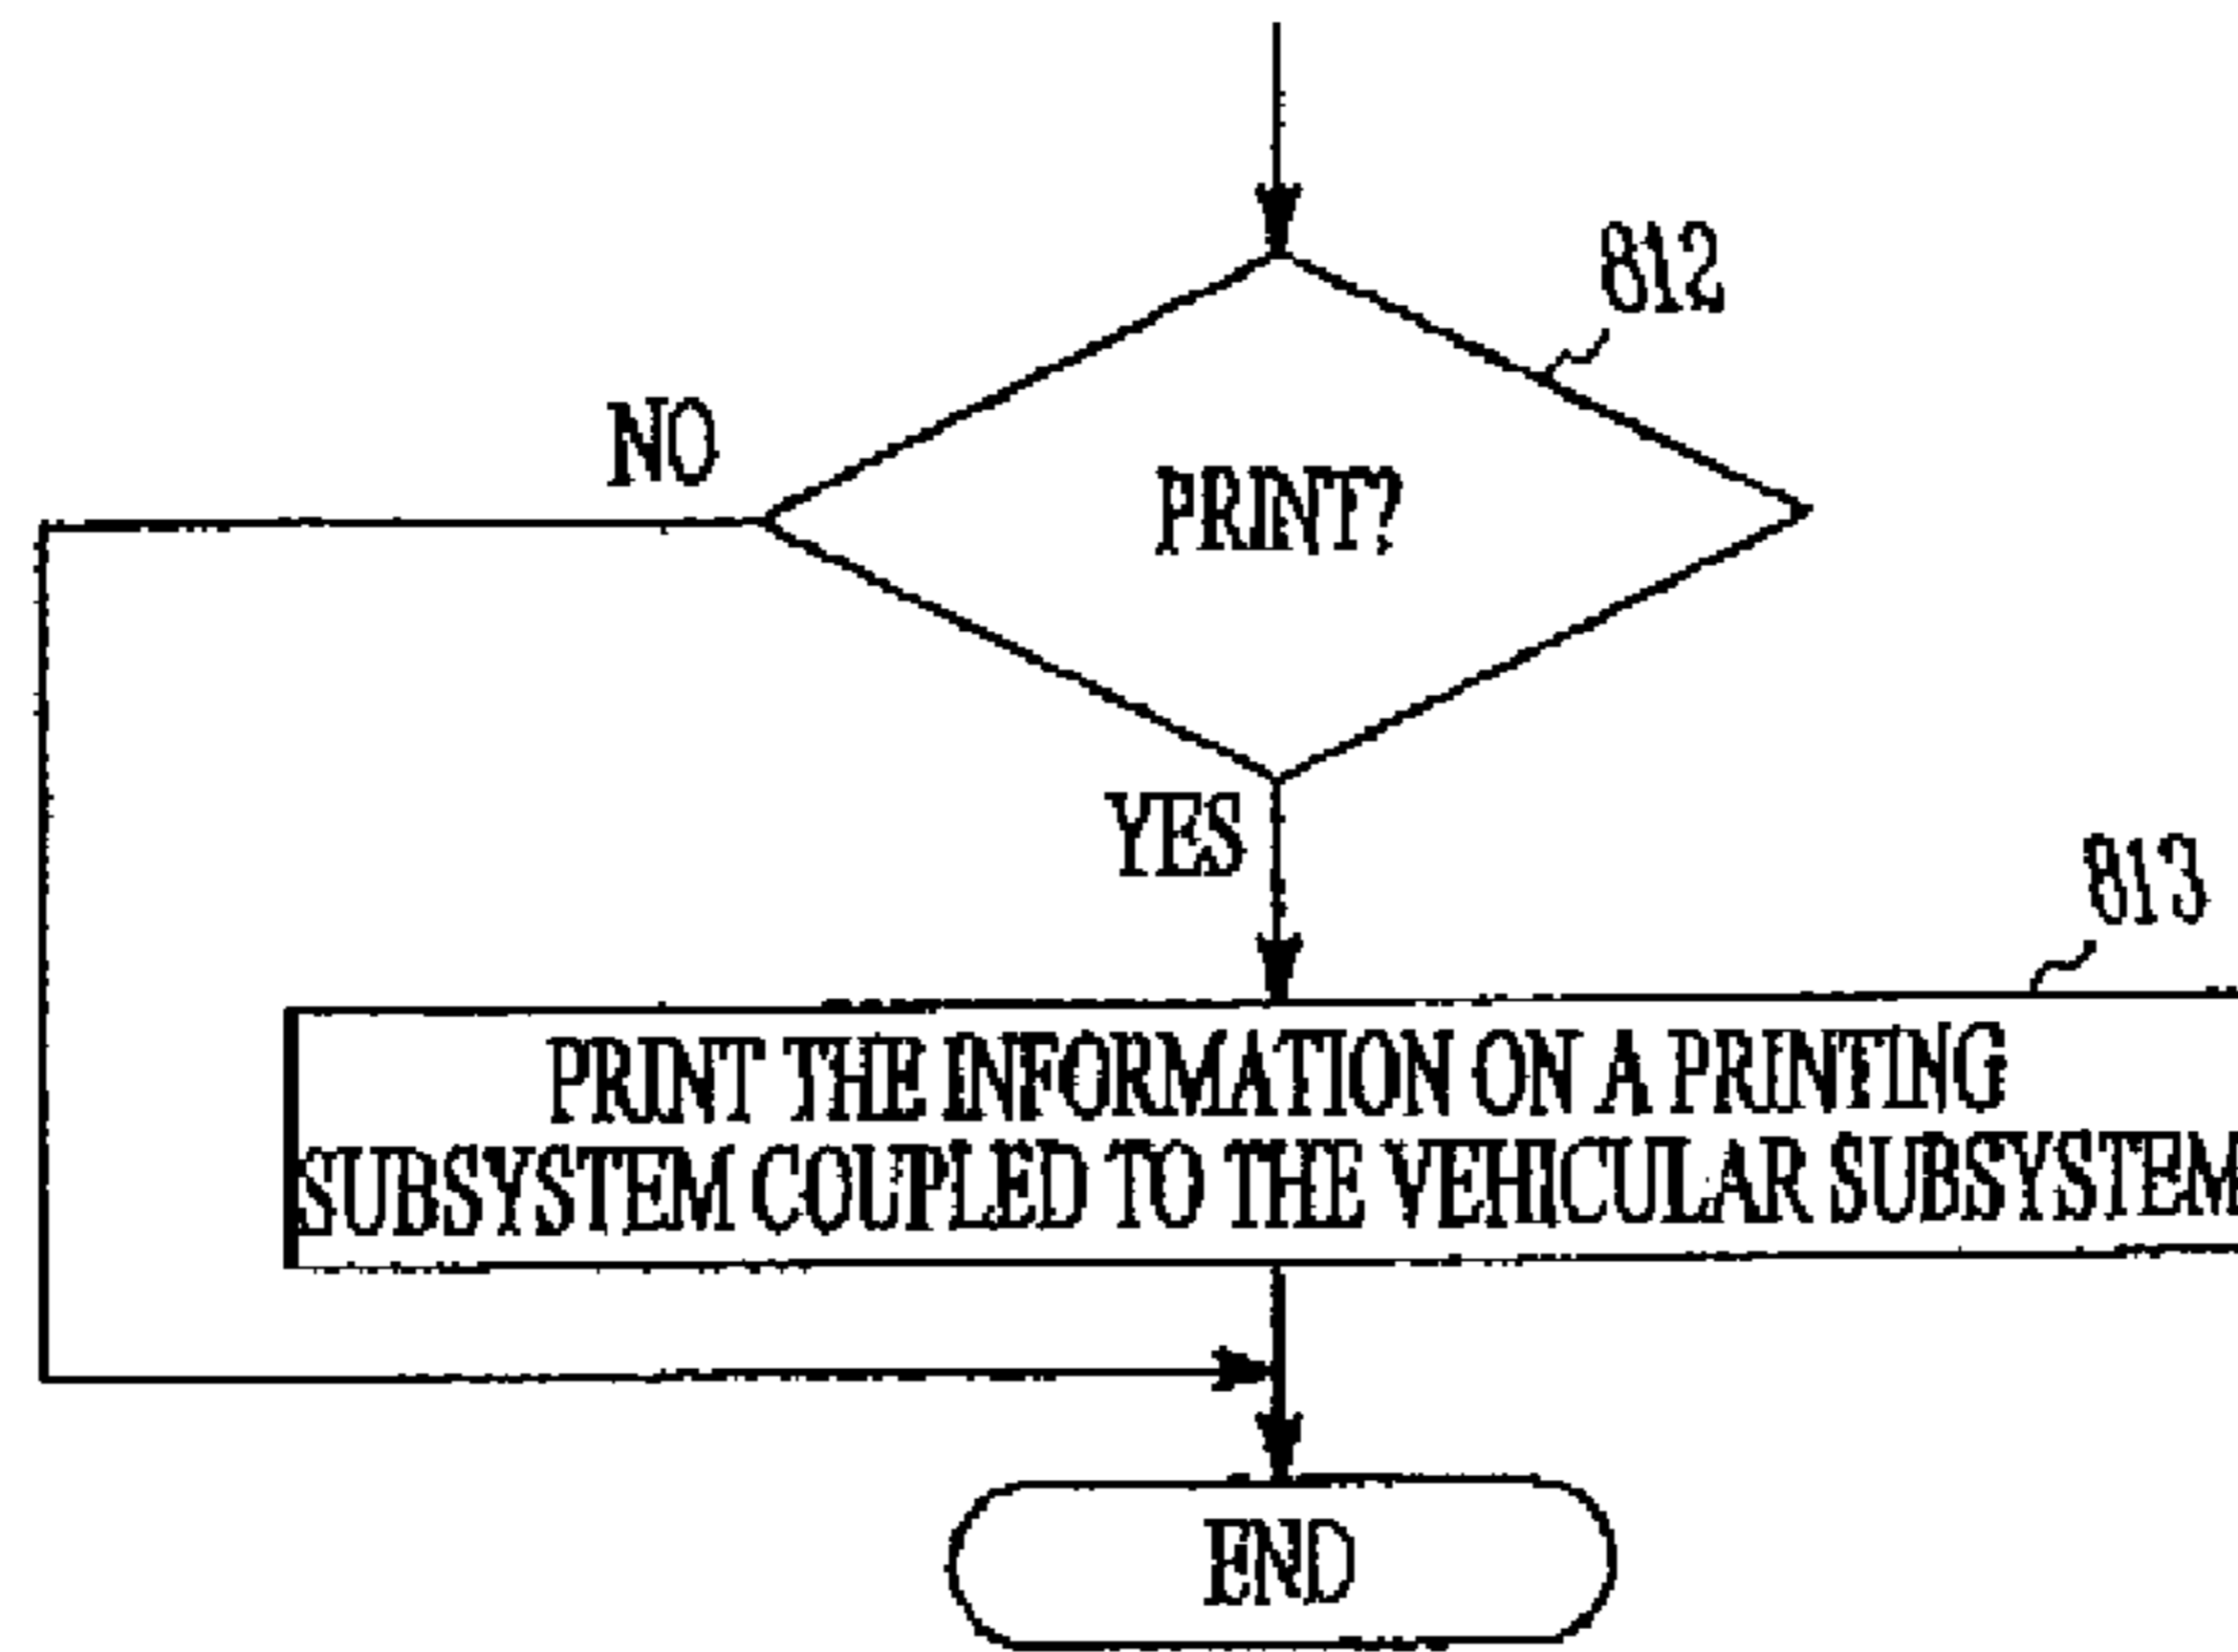 812
NO
PRINT?
YES
813
PRINT THE INFORMATION ON A PRINTING
SUBSYSTEM COUPLED TO THE VEHICULAR SUBSYSTEM
END